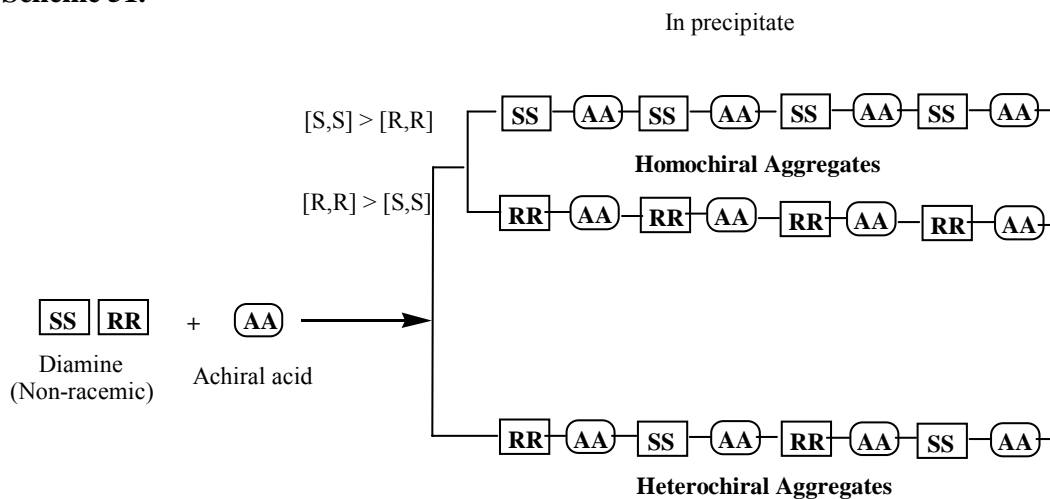 In precipitate
[S,S] > [R,R]
SS AA SS AA SS AA SS AA
Homochiral Aggregates
[R,R] > [S,S]
RR AA RR AA RR AA RR AA
SS RR + AA
Diamine
(Non-racemic)
Achiral acid
RR AA SS AA RR AA SS AA
Heterochiral Aggregates